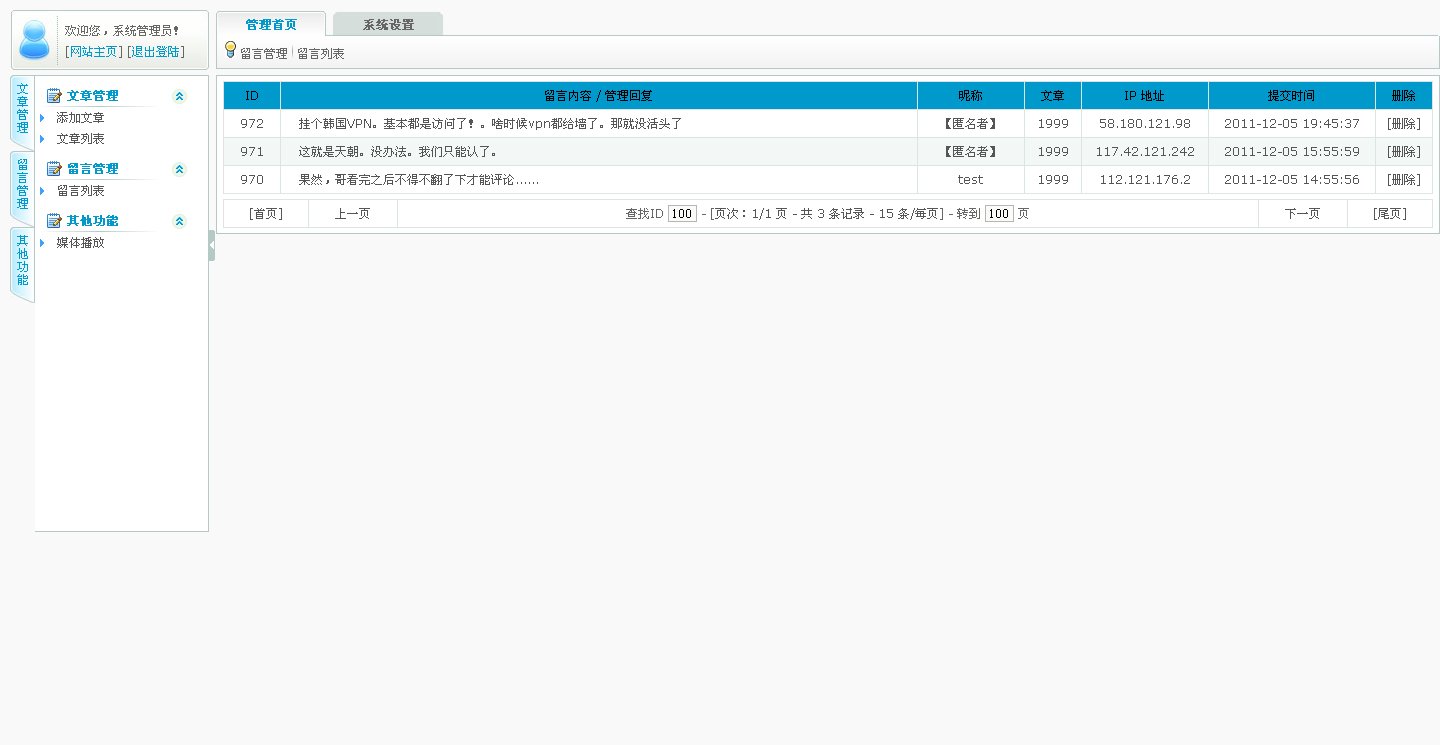 欢迎您，系统管理员！
[网站主页] [退出登陆]
管理首页 系统设置
留言管理 留言列表
文章管理
留言管理
其他功能
文章管理
添加文章
文章列表
留言管理
留言列表
其他功能
媒体播放
ID 留言内容 / 管理回复 昵称 文章 IP 地址 提交时间 删除
972 挂个韩国VPN。基本都是访问了！。啥时候vpn都给墙了。那就没活头了 【匿名者】 1999 58.180.121.98 2011-12-05 19:45:37 [删除]
971 这就是天朝。没办法。我们只能认了。 【匿名者】 1999 117.42.121.242 2011-12-05 15:55:59 [删除]
970 果然，哥看完之后不得不翻了下才能评论...... test 1999 112.121.176.2 2011-12-05 14:55:56 [删除]
[首页] 上一页 查找ID 100 - [页次：1/1 页 - 共 3 条记录 - 15 条/每页] - 转到 100 页 下一页 [尾页]